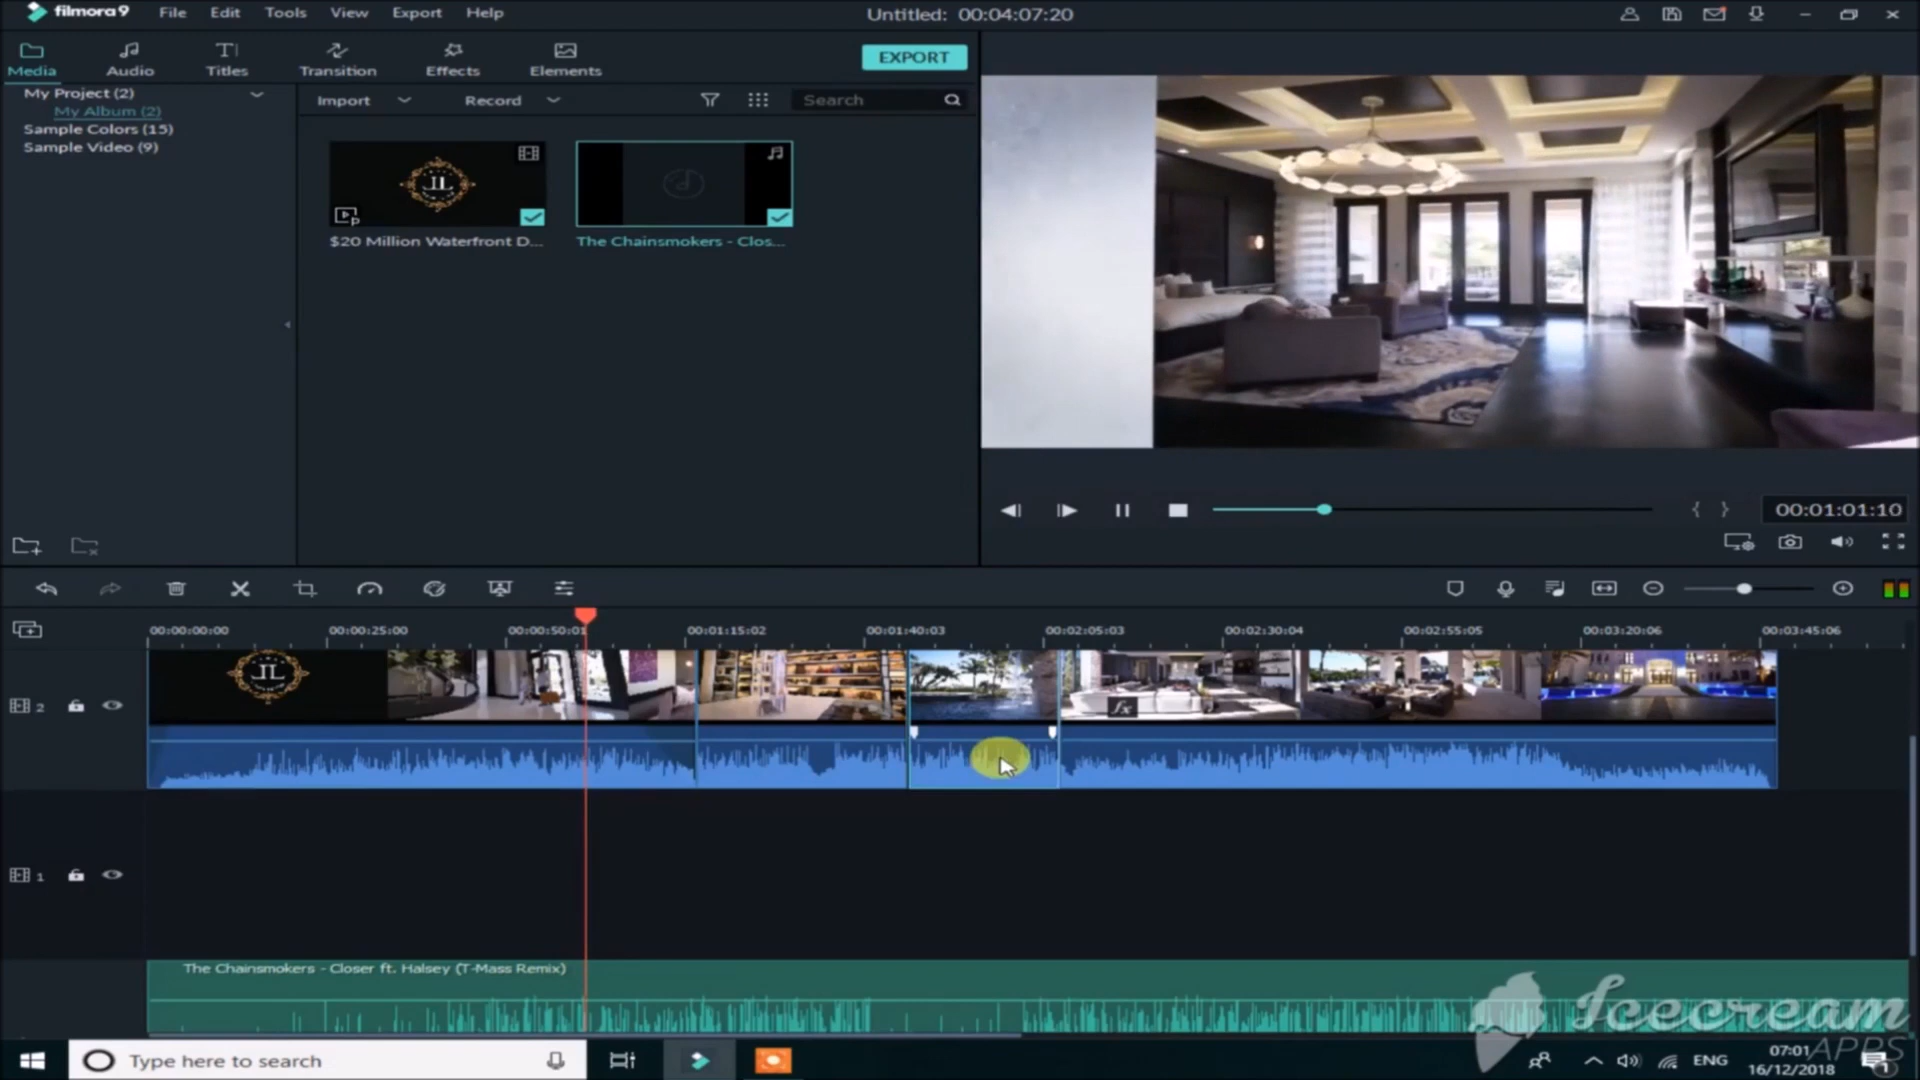 filmora9 File Edit Tools View Export Help
Untitled: 00:04:07:20
Media Audio Titles Transition Effects Elements
EXPORT
My Project (2)
My Album (2)
Sample Colors (15)
Sample Video (9)
Import Record Search
JL
$20 Million Waterfront D...
The Chainsmokers - Clos...
00:01:01:10
00:00:00:00 00:00:25:00 00:00:50:01 00:01:15:02 00:01:40:03 00:02:05:03 00:02:30:04 00:02:55:05 00:03:20:06 00:03:45:06
JL
fx
2
1
The Chainsmokers - Closer ft. Halsey (T-Mass Remix)
Icecream
APPS
Type here to search
ENG
07:01
16/12/2018
1